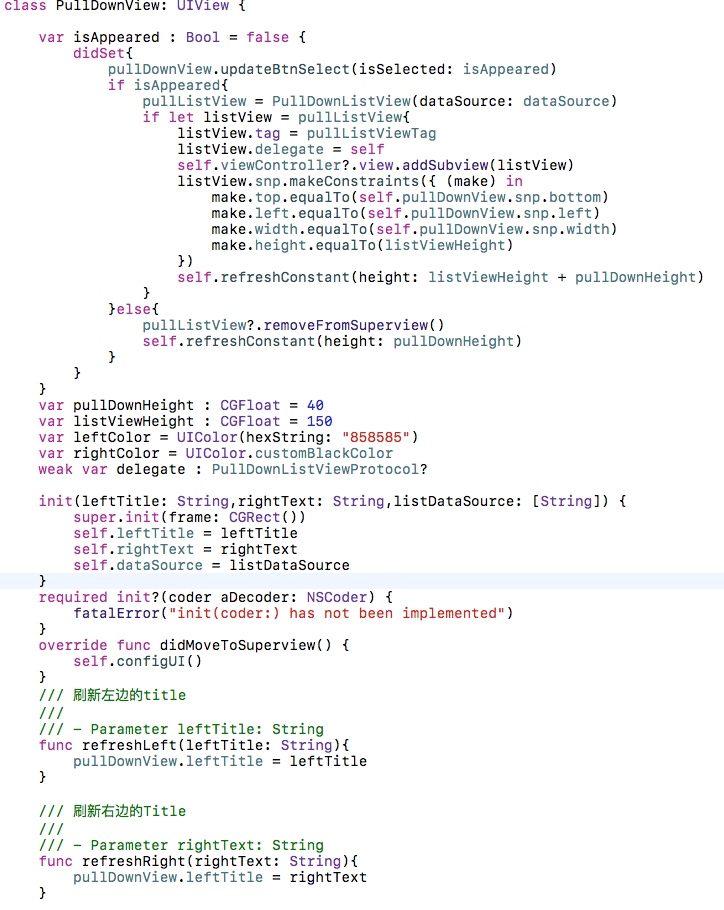 class PullDownView: UIView {
var isAppeared : Bool = false {
didSet{
pullDownView.updateBtnSelect(isSelected: isAppeared)
if isAppeared{
pullListView = PullDownListView(dataSource: dataSource)
if let listView = pullListView{
listView.tag = pullListViewTag
listView.delegate = self
self.viewController?.view.addSubview(listView)
listView.snp.makeConstraints({ (make) in
make.top.equalTo(self.pullDownView.snp.bottom)
make.left.equalTo(self.pullDownView.snp.left)
make.width.equalTo(self.pullDownView.snp.width)
make.height.equalTo(listViewHeight)
})
self.refreshConstant(height: listViewHeight + pullDownHeight)
}
}else{
pullListView?.removeFromSuperview()
self.refreshConstant(height: pullDownHeight)
}
}
}
var pullDownHeight : CGFloat = 40
var listViewHeight : CGFloat = 150
var leftColor = UIColor(hexString: "858585")
var rightColor = UIColor.customBlackColor
weak var delegate : PullDownListViewProtocol?
init(leftTitle: String,rightText: String,listDataSource: [String]) {
super.init(frame: CGRect())
self.leftTitle = leftTitle
self.rightText = rightText
self.dataSource = listDataSource
}
required init?(coder aDecoder: NSCoder) {
fatalError("init(coder:) has not been implemented")
}
override func didMoveToSuperview() {
self.configUI()
}
/// 刷新左边的title
///
/// - Parameter leftTitle: String
func refreshLeft(leftTitle: String){
pullDownView.leftTitle = leftTitle
}
/// 刷新右边的Title
///
/// - Parameter rightText: String
func refreshRight(rightText: String){
pullDownView.leftTitle = rightText
}